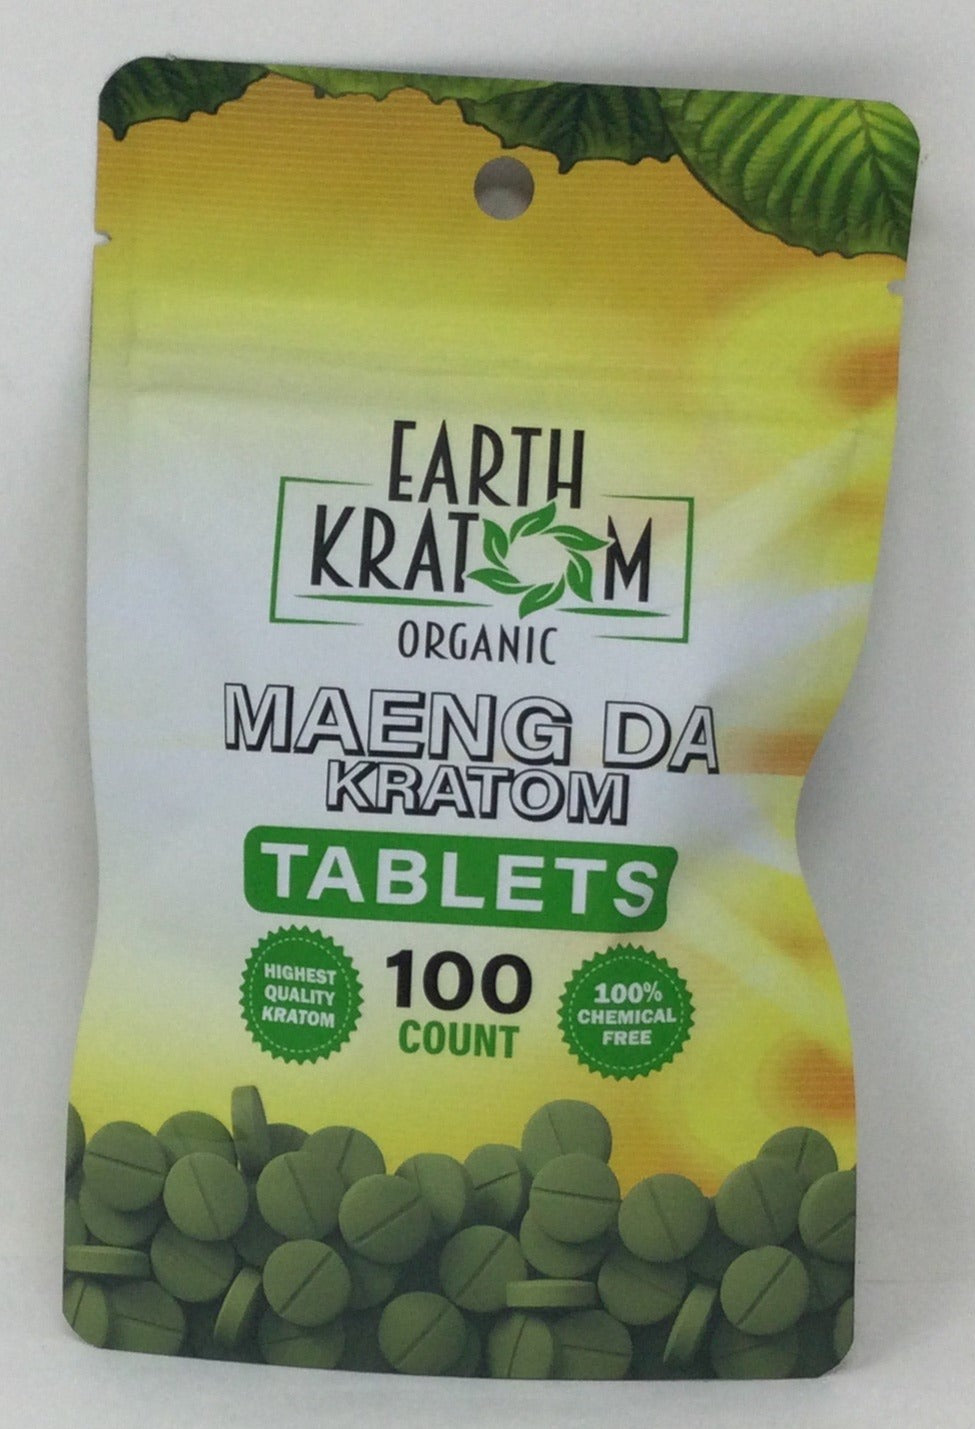 EARTH
KRATOM
ORGANIC
MAENG DA
KRATOM
TABLETS
HIGHEST
QUALITY
KRATOM
100
COUNT
100%
CHEMICAL
FREE